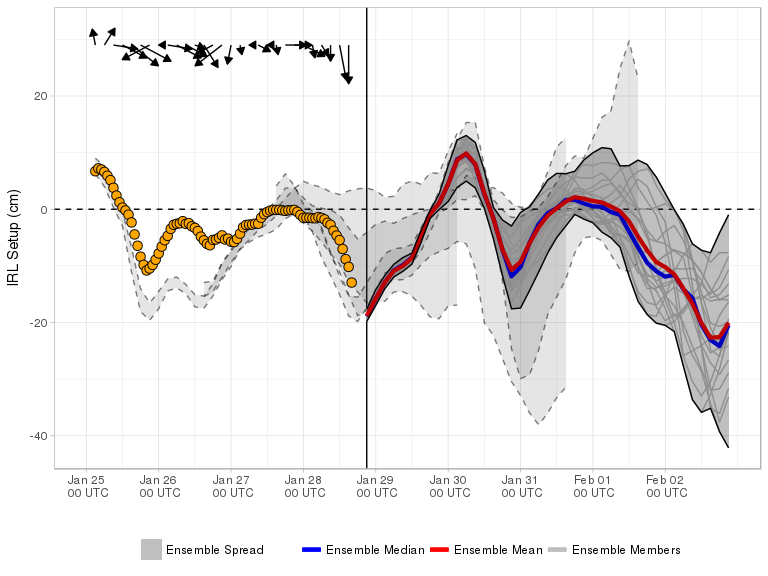 IRL Setup (cm)
20
0
-20
-40
Jan 25 Jan 26 Jan 27 Jan 28 Jan 29 Jan 30 Jan 31 Feb 01 Feb 02
00 UTC 00 UTC 00 UTC 00 UTC 00 UTC 00 UTC 00 UTC 00 UTC 00 UTC
Ensemble Spread Ensemble Median Ensemble Mean Ensemble Members